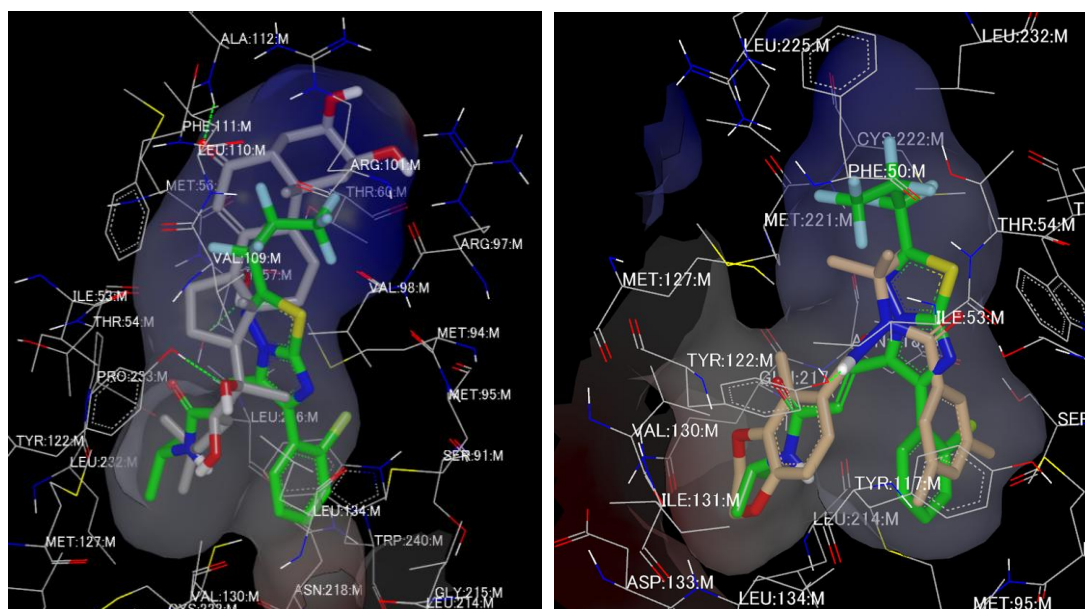 ALA:112:M
PHE:111:M
LEU:110:M
ARG:101:M
THR:60:M
ARG:97:M
VAL:109:M
VAL:98:M
ILE:53:M
THR:54:M
MET:94:M
PRO:233:M
MET:95:M
TYR:122:M
LEU:232:M
SER:91:M
LEU:134:M
TRP:240:M
MET:127:M
VAL:130:M
ASN:218:M
GLY:215:M
LEU:214:M
LEU:225:M
LEU:232:M
CYS:222:M
PHE:50:M
MET:221:M
THR:54:M
MET:127:M
ILE:53:M
TYR:122:M
VAL:130:M
SER
TYR:117:M
ILE:131:M
LEU:214:M
ASP:133:M
LEU:134:M
MET:95:M